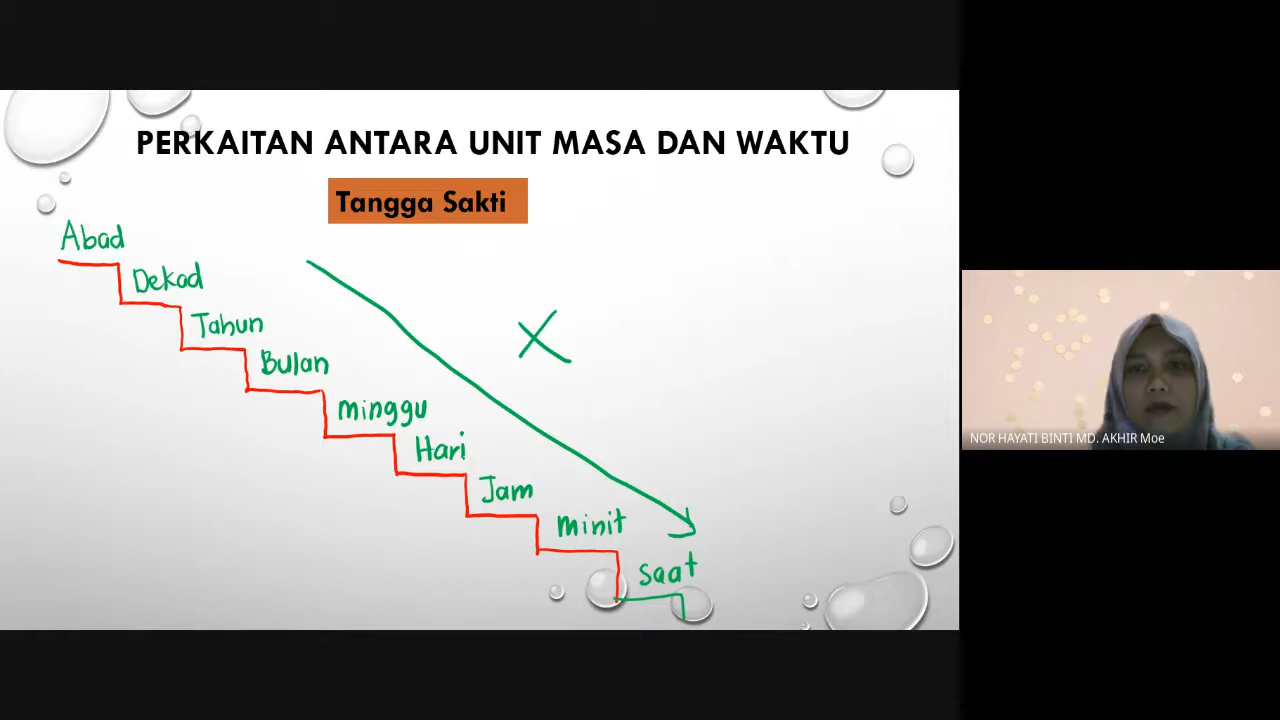 PERKAITAN ANTARA UNIT MASA DAN WAKTU
Tangga Sakti
Abad
Dekad
Tahun
Bulan
minggu
Hari
Jam
minit
saat
X
NOR HAYATI BINTI MD. AKHIR Moe